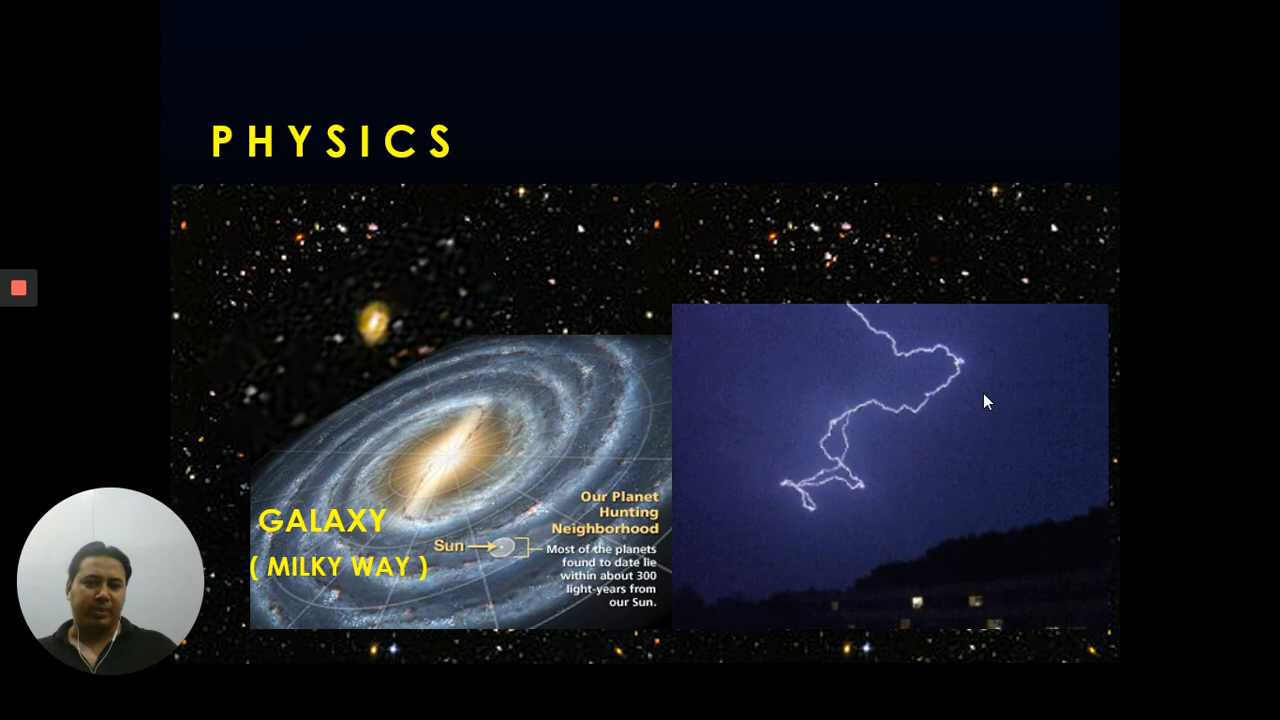 P H Y S I C S
GALAXY
( MILKY WAY )
Sun
Our Planet
Hunting
Neighborhood
Most of the planets
found to date lie
within about 300
light-years from
our Sun.